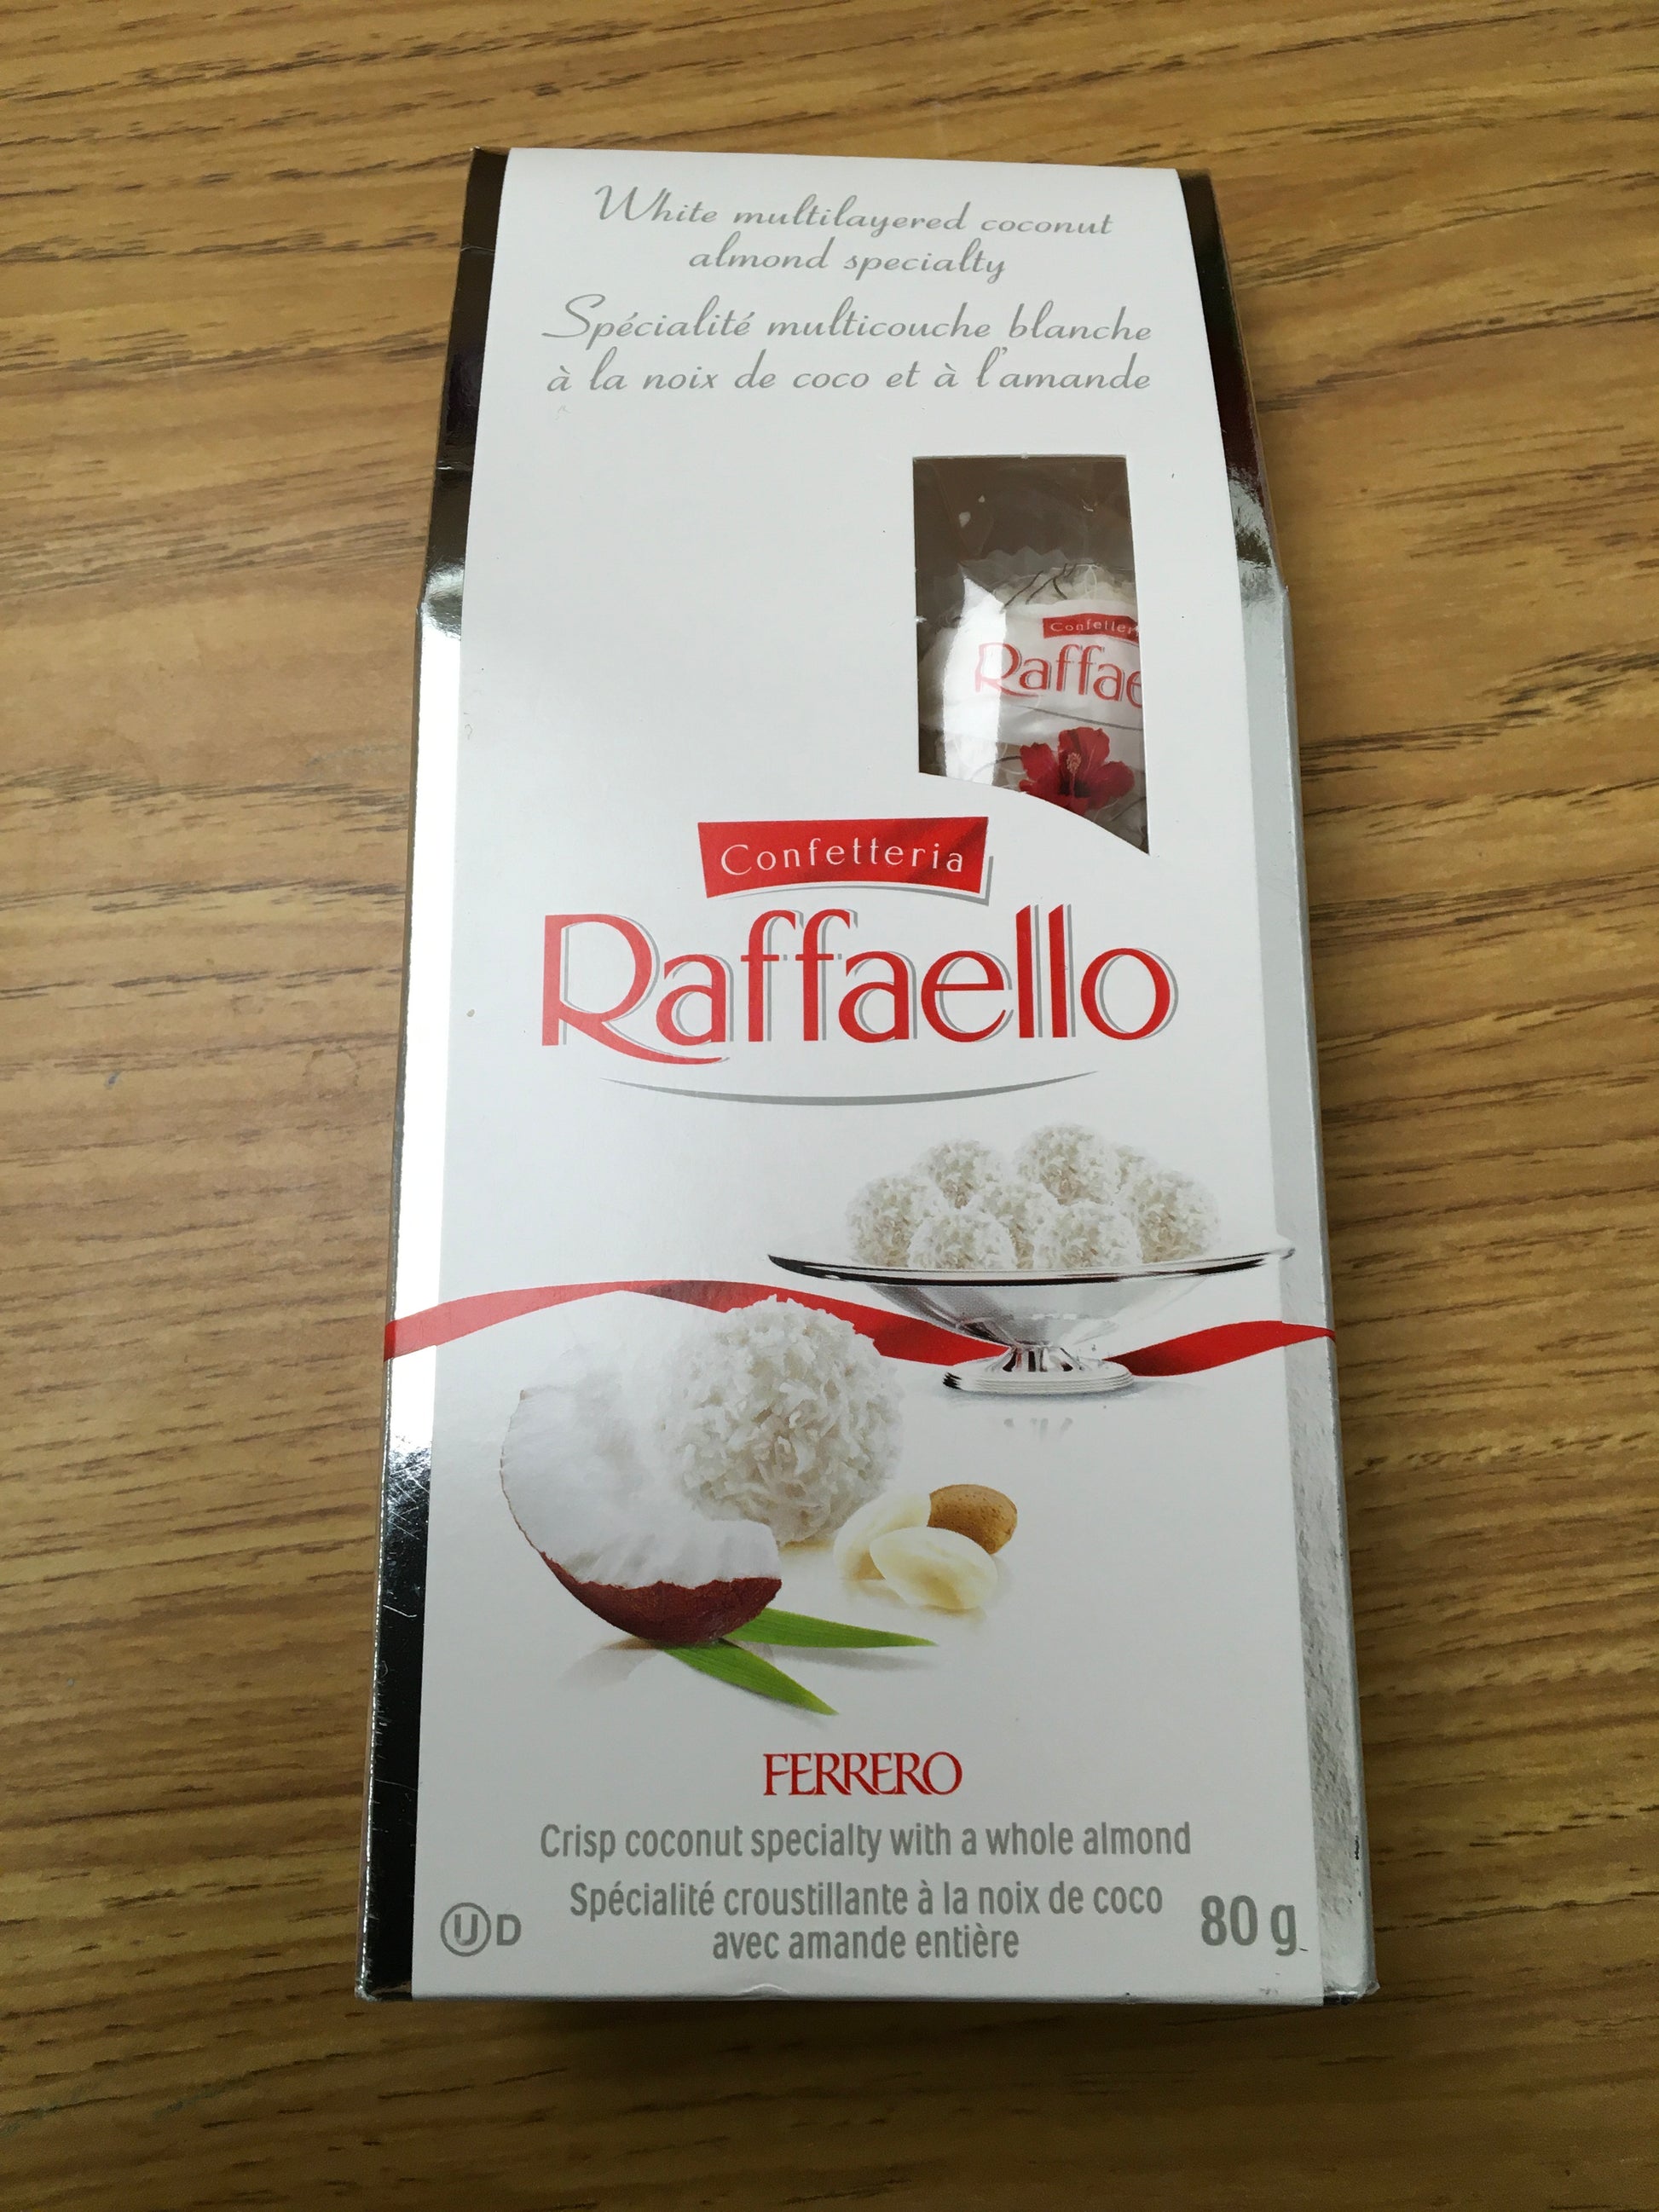 White multilayered coconut
almond specialty
Spécialité multicouche blanche
à la noix de coco et à l'amande
Raffae
Confetteria
Raffaello
FERRERO
Crisp coconut specialty with a whole almond
Spécialité croustillante à la noix de coco
avec amande entière
UD
80 g